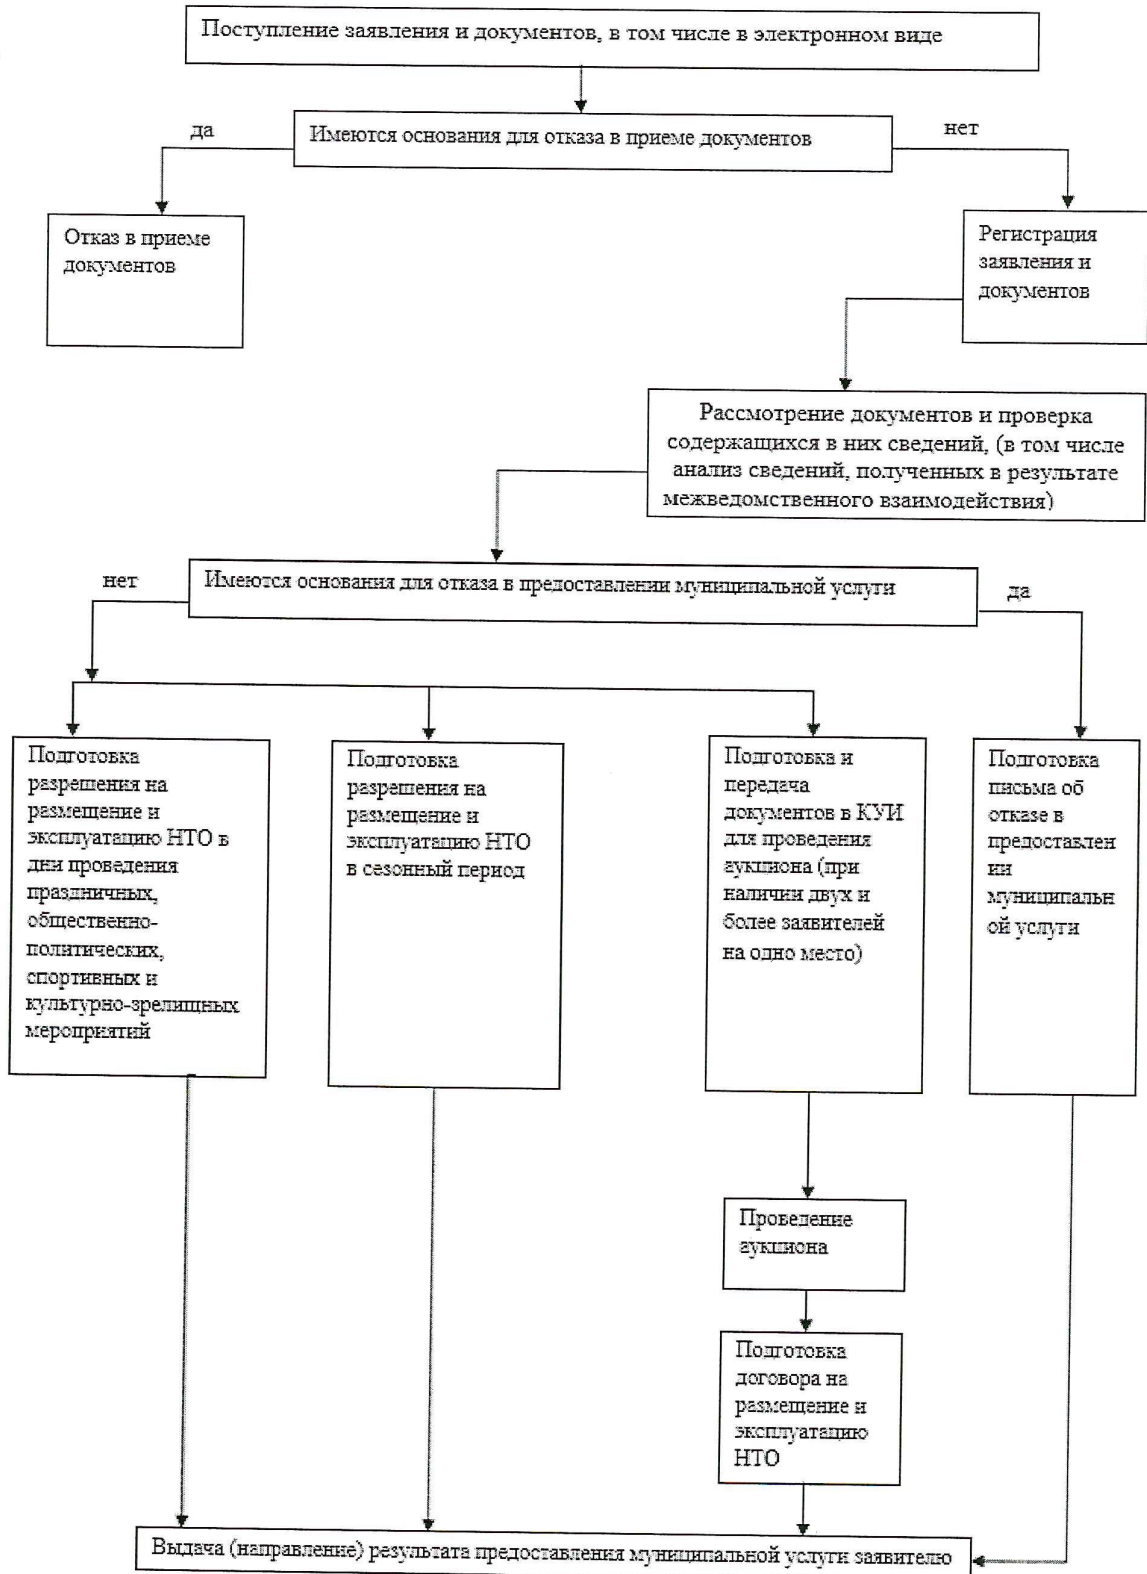 Поступление заявления и документов, в том числе в электронном виде
да
Имеются основания для отказа в приеме документов
нет
Отказ в приеме
документов
Регистрация
заявления и
документов
Рассмотрение документов и проверка
содержащихся в них сведений, (в том числе
анализ сведений, полученных в результате
межведомственного взаимодействия)
нет
Имеются основания для отказа в предоставлении муниципальной услуги
да
Подготовка
разрешения на
размещение и
эксплуатацию НТО в
дни проведения
праздничных,
общественно-
политических,
спортивных и
культурно-зрелищных
мероприятий
Подготовка
разрешения на
размещение и
эксплуатацию НТО
в сезонный период
Подготовка и
передача
документов в КУИ
для проведения
аукциона (при
наличии двух и
более заявителей
на одно место)
Подготовка
письма об
отказе в
предоставлен
ии
муниципальн
ой услуги
Проведение
аукциона
Подготовка
договора на
размещение и
эксплуатацию
НТО
Выдача (направление) результата предоставления муниципальной услуги заявителю